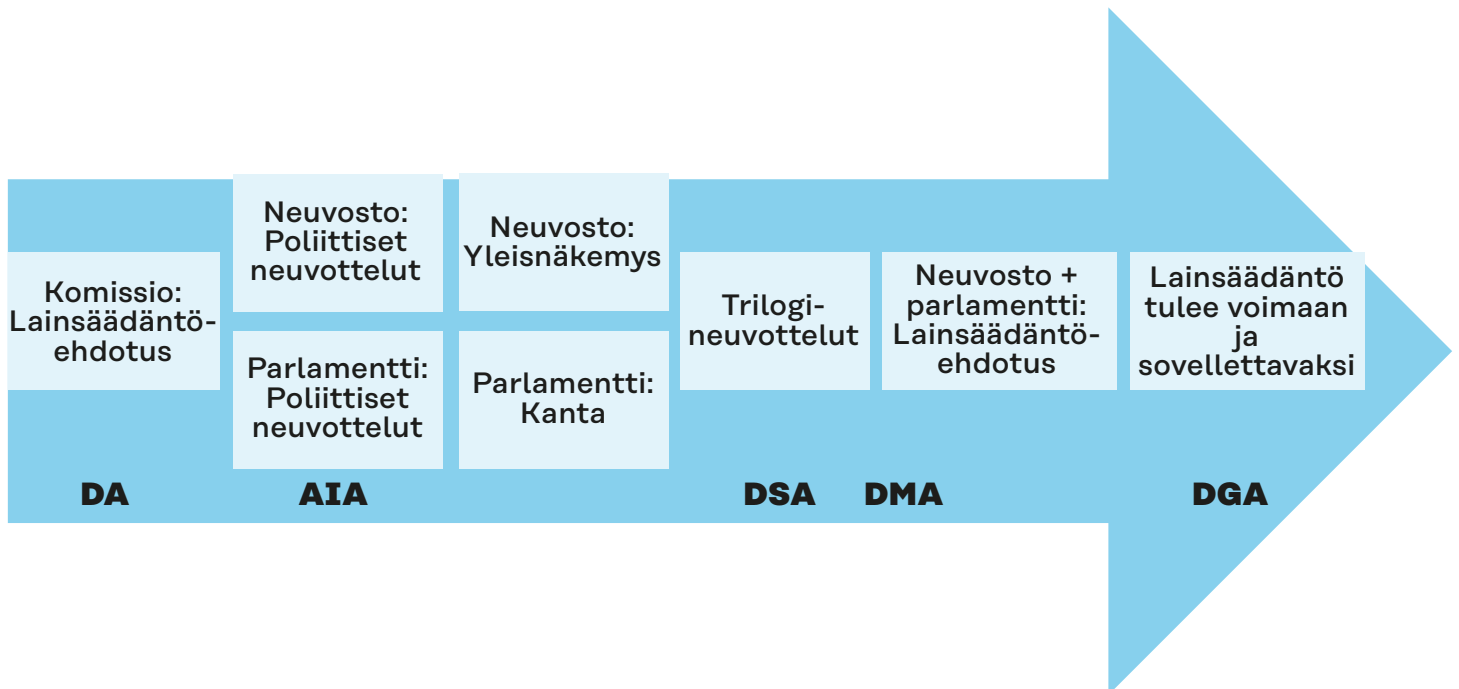 Komissio:
Lainsäädäntö-
ehdotus
Neuvosto:
Poliittiset
neuvottelut
Parlamentti:
Poliittiset
neuvottelut
Neuvosto:
Yleisnäkemys
Parlamentti:
Kanta
Trilogi-
neuvottelut
Neuvosto +
parlamentti:
Lainsäädäntö-
ehdotus
Lainsäädäntö
tulee voimaan
ja
sovellettavaksi
DA
AIA
DSA
DMA
DGA